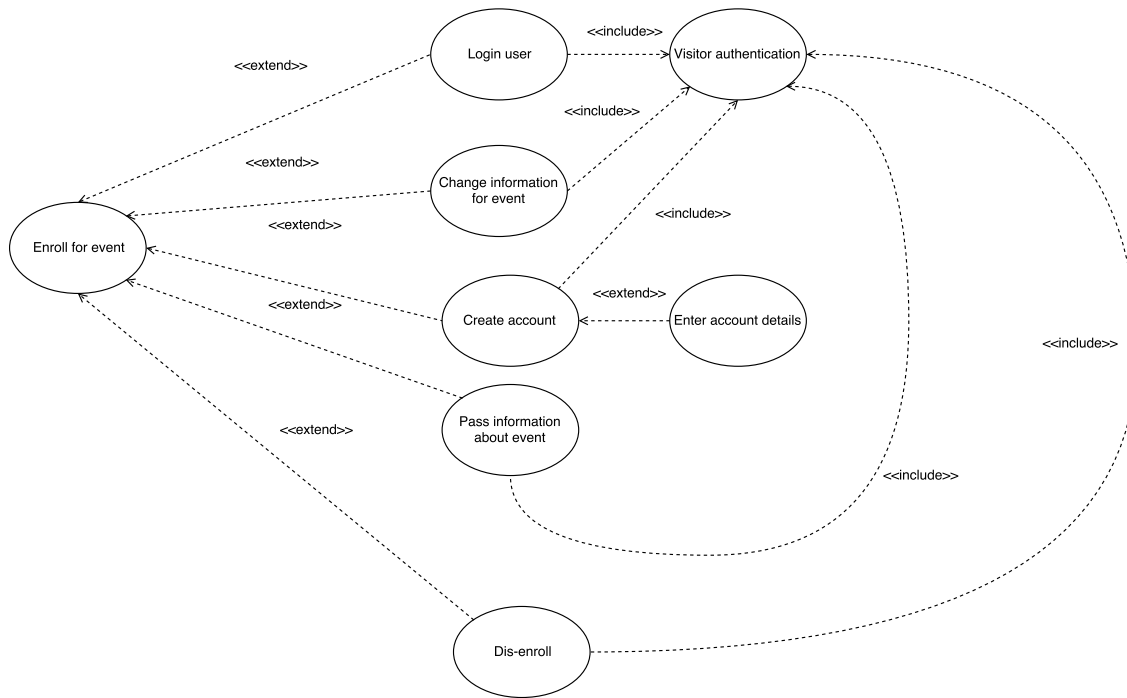 Login user
<<include>>
Visitor authentication
<<extend>>
<<include>>
<<extend>>
Change information
for event
<<include>>
<<extend>>
Enroll for event
<<extend>>
<<extend>>
Create account
Enter account details
<<include>>
Pass information
about event
<<extend>>
<<include>>
Dis-enroll